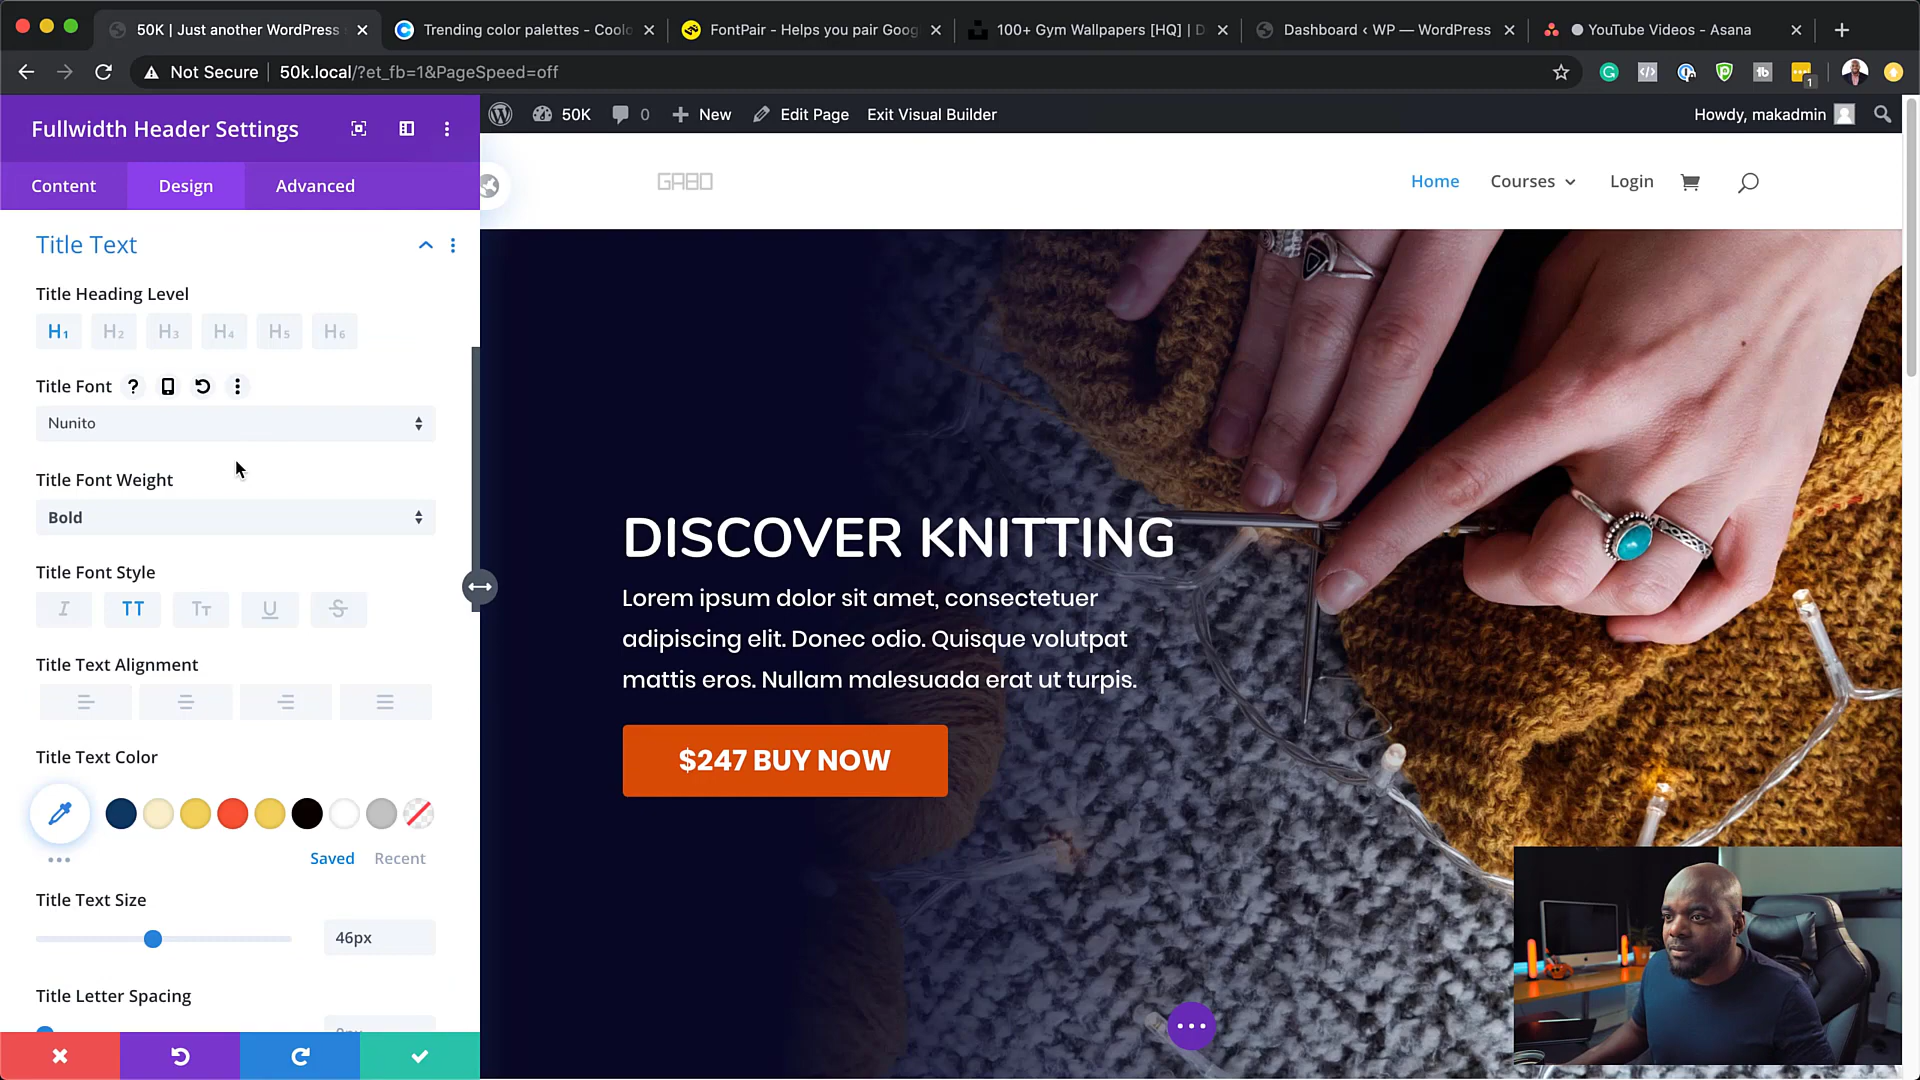 50K | Just another WordPress
Trending color palettes - Coolo
FontPair - Helps you pair Goog
100+ Gym Wallpapers [HQ] | D
Dashboard ‹ WP — WordPress
YouTube Videos - Asana
Not Secure
50k.local/?et_fb=1&PageSpeed=off
1
Fullwidth Header Settings
50K
0
New
Edit Page
Exit Visual Builder
Howdy, makadmin
Content
Design
Advanced
GABO
Home
Courses
Login
Title Text
Title Heading Level
H1
H2
H3
H4
H5
H6
Title Font
Nunito
Title Font Weight
Bold
Title Font Style
I
TT
Tт
U
S
Title Text Alignment
Title Text Color
Saved
Recent
Title Text Size
46px
Title Letter Spacing
DISCOVER KNITTING
Lorem ipsum dolor sit amet, consectetuer
adipiscing elit. Donec odio. Quisque volutpat
mattis eros. Nullam malesuada erat ut turpis.
$247 BUY NOW